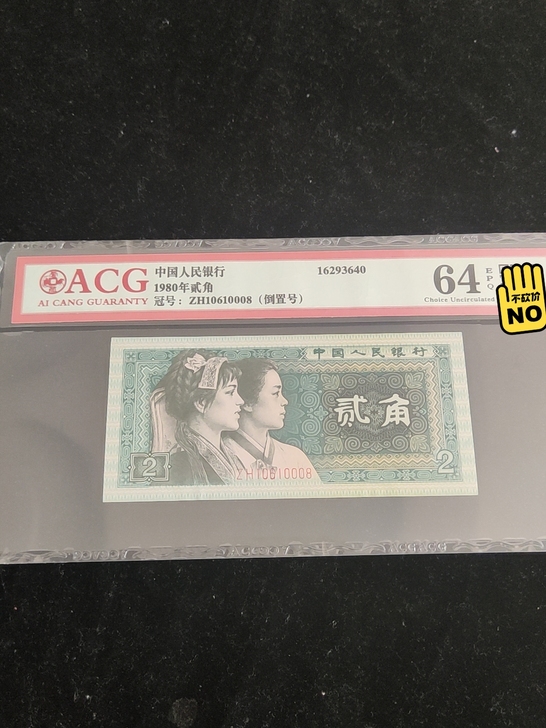 ACG
AI CANG GUARANTY
中国人民银行
1980年贰角
冠号：ZH10610008（倒置号）
16293640
64
EPQ
Choice Uncirculated
不砍价
NO
中国人民银行
贰角
ZH10610008
2
2